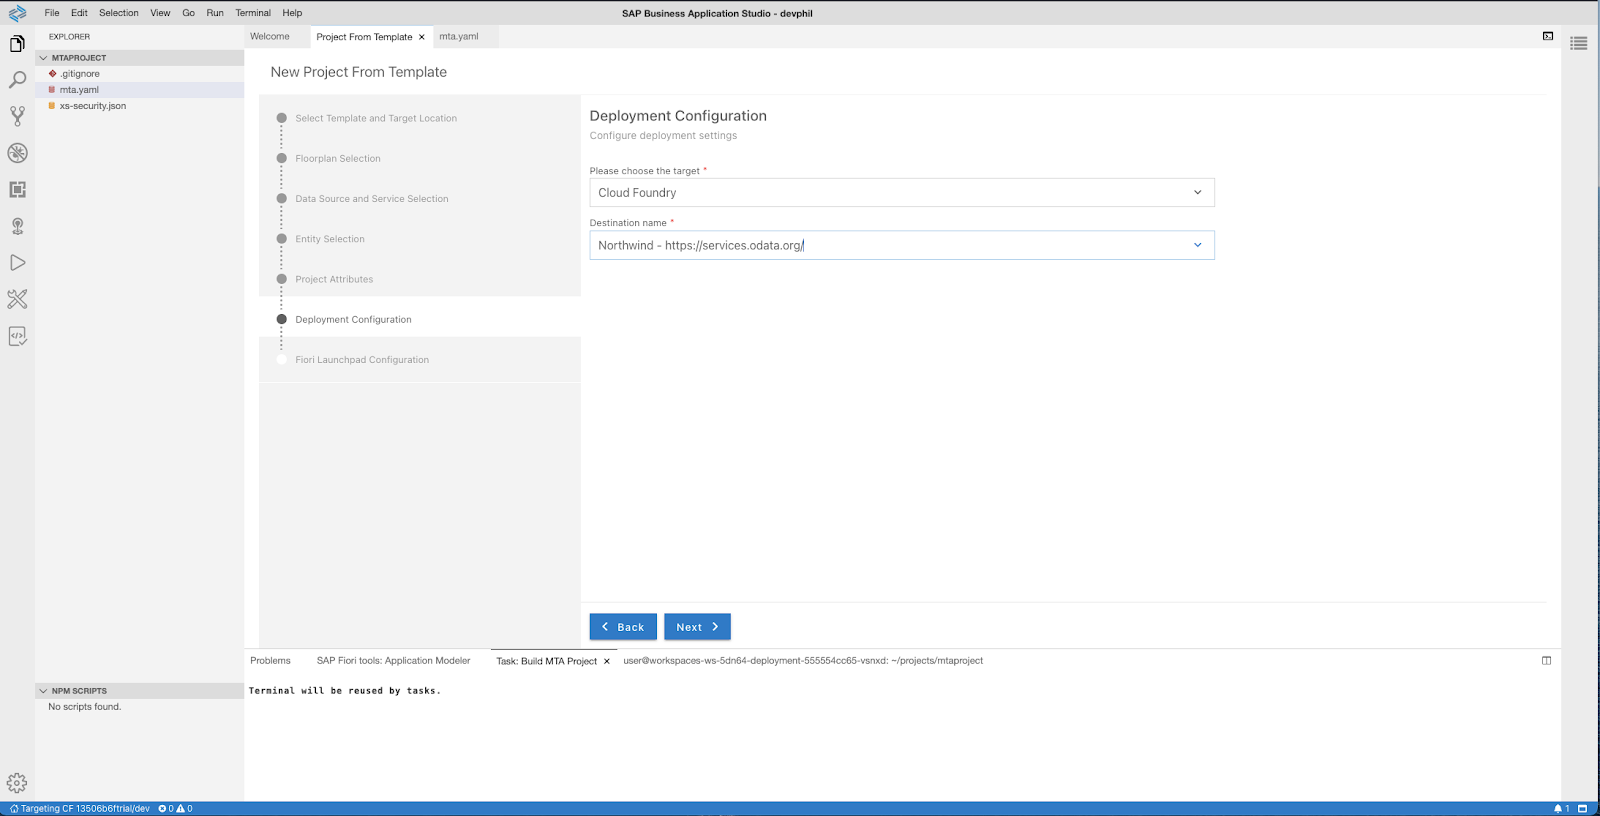 File Edit Selection View Go Run Terminal Help
SAP Business Application Studio - devphil
EXPLORER
MTAPROJECT
.gitignore
mta.yaml
xs-security.json
Welcome
Project From Template
mta.yaml
New Project From Template
Select Template and Target Location
Floorplan Selection
Data Source and Service Selection
Entity Selection
Project Attributes
Deployment Configuration
Fiori Launchpad Configuration
Deployment Configuration
Configure deployment settings
Please choose the target *
Cloud Foundry
Destination name *
Northwind - https://services.odata.org/
Back
Next
Problems
SAP Fiori tools: Application Modeler
Task: Build MTA Project
user@workspaces-ws-5dn64-deployment-555554cc65-vsnxd: ~/projects/mtaproject
Terminal will be reused by tasks.
NPM SCRIPTS
No scripts found.
Targeting CF 13506b6ftrial/dev 0 0
1